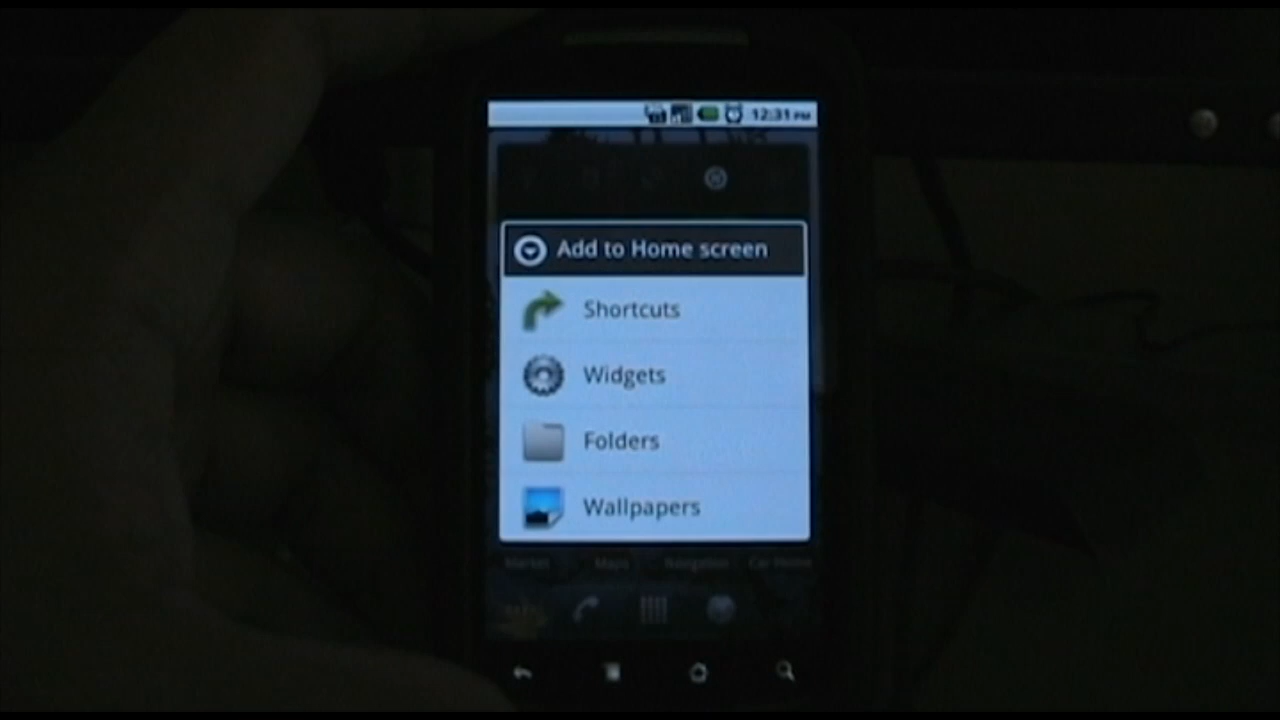 12:31 PM
Add to Home screen
Shortcuts
Widgets
Folders
Wallpapers
Market Maps Navigation Car Home